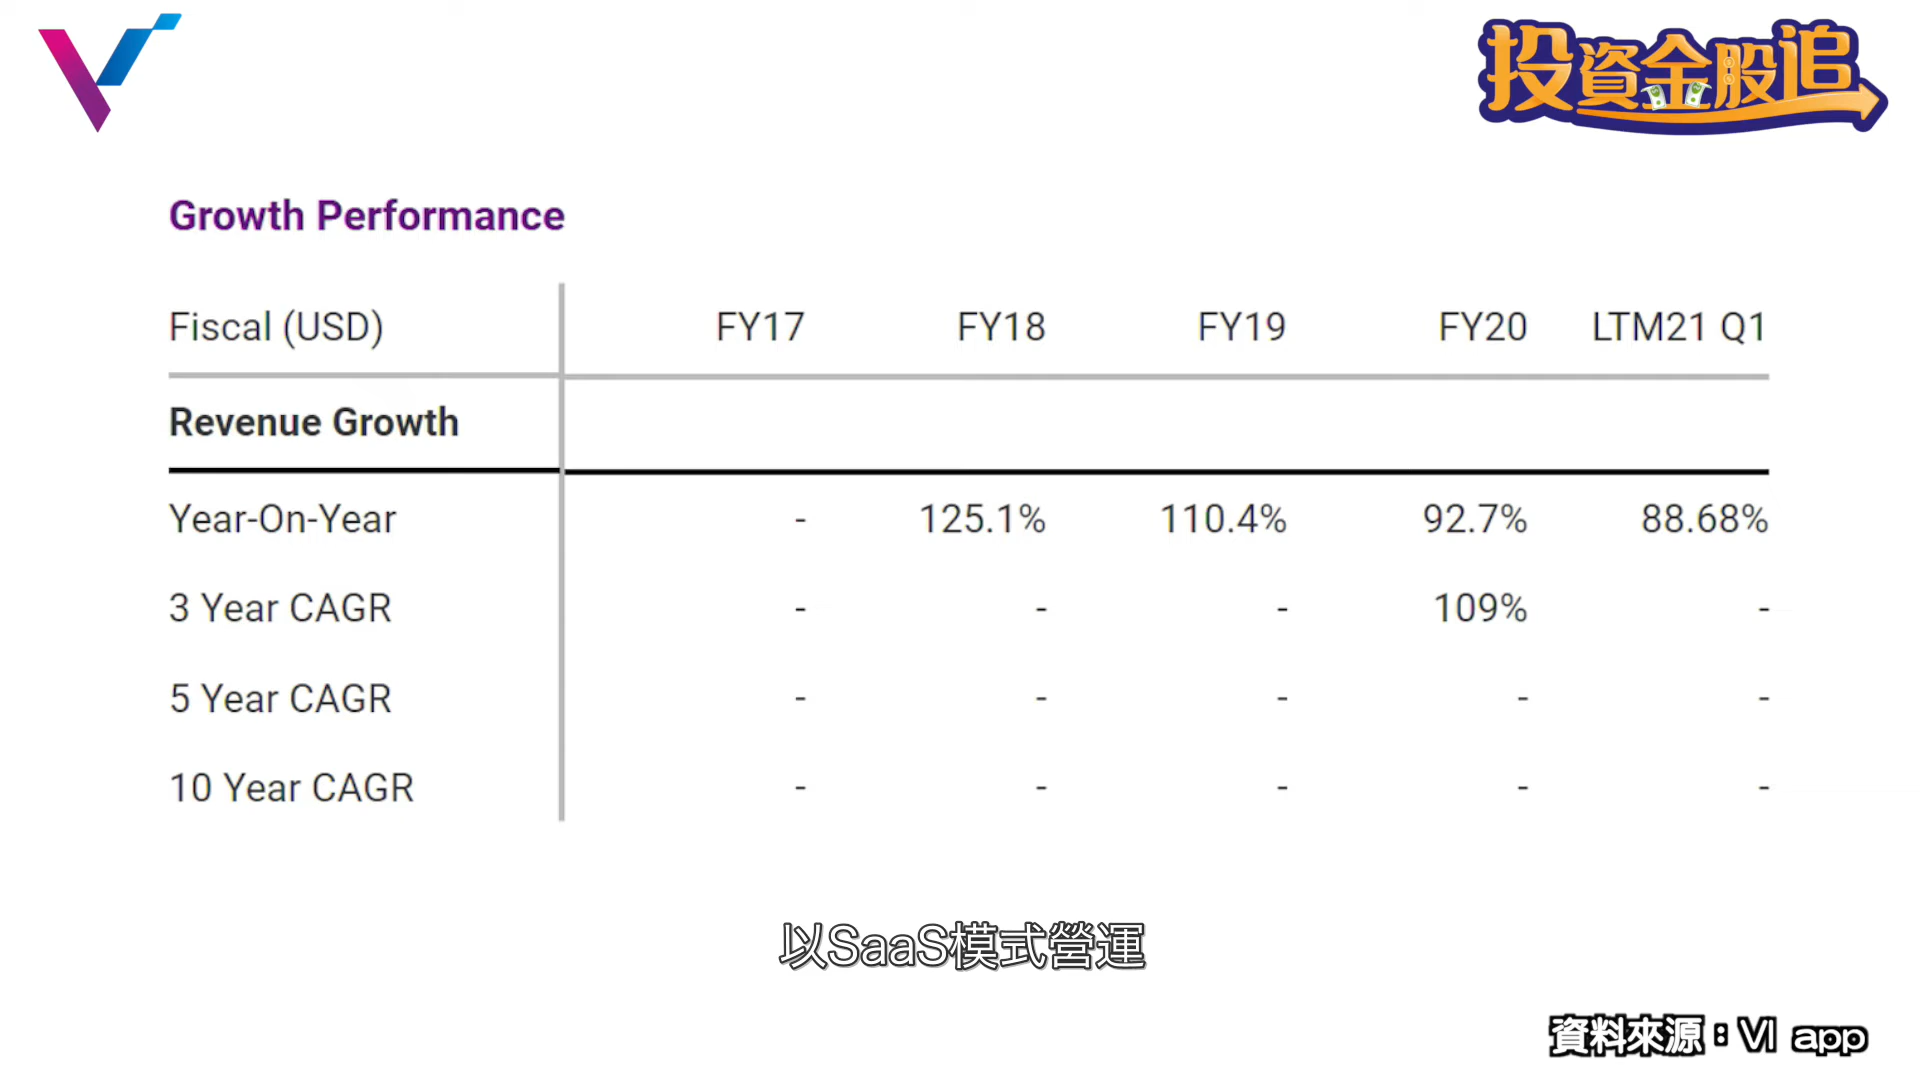 投資金股追
Growth Performance
Fiscal (USD) FY17 FY18 FY19 FY20 LTM21 Q1
Revenue Growth
Year-On-Year - 125.1% 110.4% 92.7% 88.68%
3 Year CAGR - - - 109% -
5 Year CAGR - - - - -
10 Year CAGR - - - - -
以SaaS模式營運
資料來源：VI app